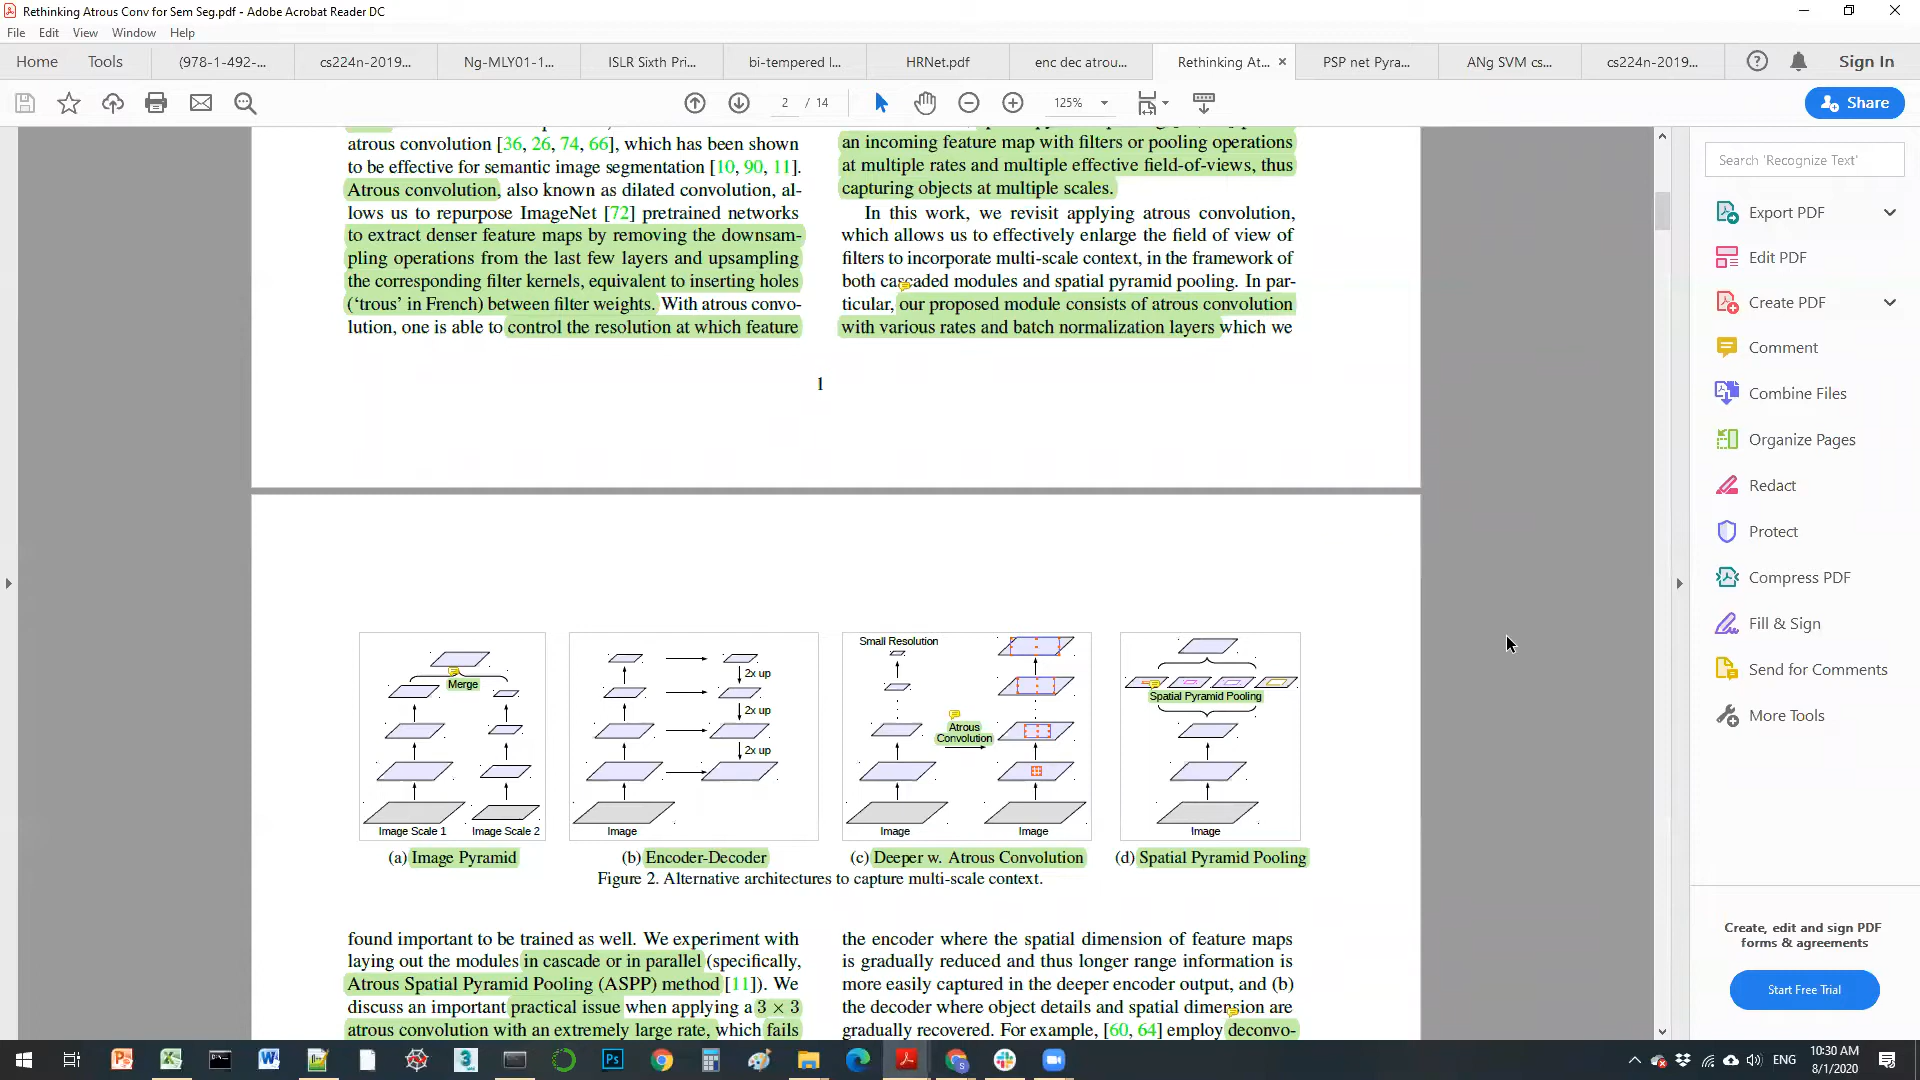 Rethinking Atrous Conv for Sem Seg.pdf - Adobe Acrobat Reader DC
File Edit View Window Help
Home Tools (978-1-492-... cs224n-2019... Ng-MLY01-1... ISLR Sixth Pri... bi-tempered l... HRNet.pdf enc dec atrou... Rethinking At... × PSP net Pyra... ANg SVM cs... cs224n-2019... Sign In
2 / 14 125% Share
atrous convolution [36, 26, 74, 66], which has been shown
to be effective for semantic image segmentation [10, 90, 11].
Atrous convolution, also known as dilated convolution, al-
lows us to repurpose ImageNet [72] pretrained networks
to extract denser feature maps by removing the downsam-
pling operations from the last few layers and upsampling
the corresponding filter kernels, equivalent to inserting holes
(‘trous’ in French) between filter weights. With atrous convo-
lution, one is able to control the resolution at which feature
an incoming feature map with filters or pooling operations
at multiple rates and multiple effective field-of-views, thus
capturing objects at multiple scales.
In this work, we revisit applying atrous convolution,
which allows us to effectively enlarge the field of view of
filters to incorporate multi-scale context, in the framework of
both cascaded modules and spatial pyramid pooling. In par-
ticular, our proposed module consists of atrous convolution
with various rates and batch normalization layers which we
1
Merge
Image Scale 1 Image Scale 2
2x up
2x up
2x up
Image
Small Resolution
Atrous
Convolution
Image Image
Spatial Pyramid Pooling
Image
(a) Image Pyramid (b) Encoder-Decoder (c) Deeper w. Atrous Convolution (d) Spatial Pyramid Pooling
Figure 2. Alternative architectures to capture multi-scale context.
found important to be trained as well. We experiment with
laying out the modules in cascade or in parallel (specifically,
Atrous Spatial Pyramid Pooling (ASPP) method [11]). We
discuss an important practical issue when applying a 3 × 3
atrous convolution with an extremely large rate, which fails
the encoder where the spatial dimension of feature maps
is gradually reduced and thus longer range information is
more easily captured in the deeper encoder output, and (b)
the decoder where object details and spatial dimension are
gradually recovered. For example, [60, 64] employ deconvo-
Search 'Recognize Text'
Export PDF
Edit PDF
Create PDF
Comment
Combine Files
Organize Pages
Redact
Protect
Compress PDF
Fill & Sign
Send for Comments
More Tools
Create, edit and sign PDF
forms & agreements
Start Free Trial
ENG
10:30 AM
8/1/2020